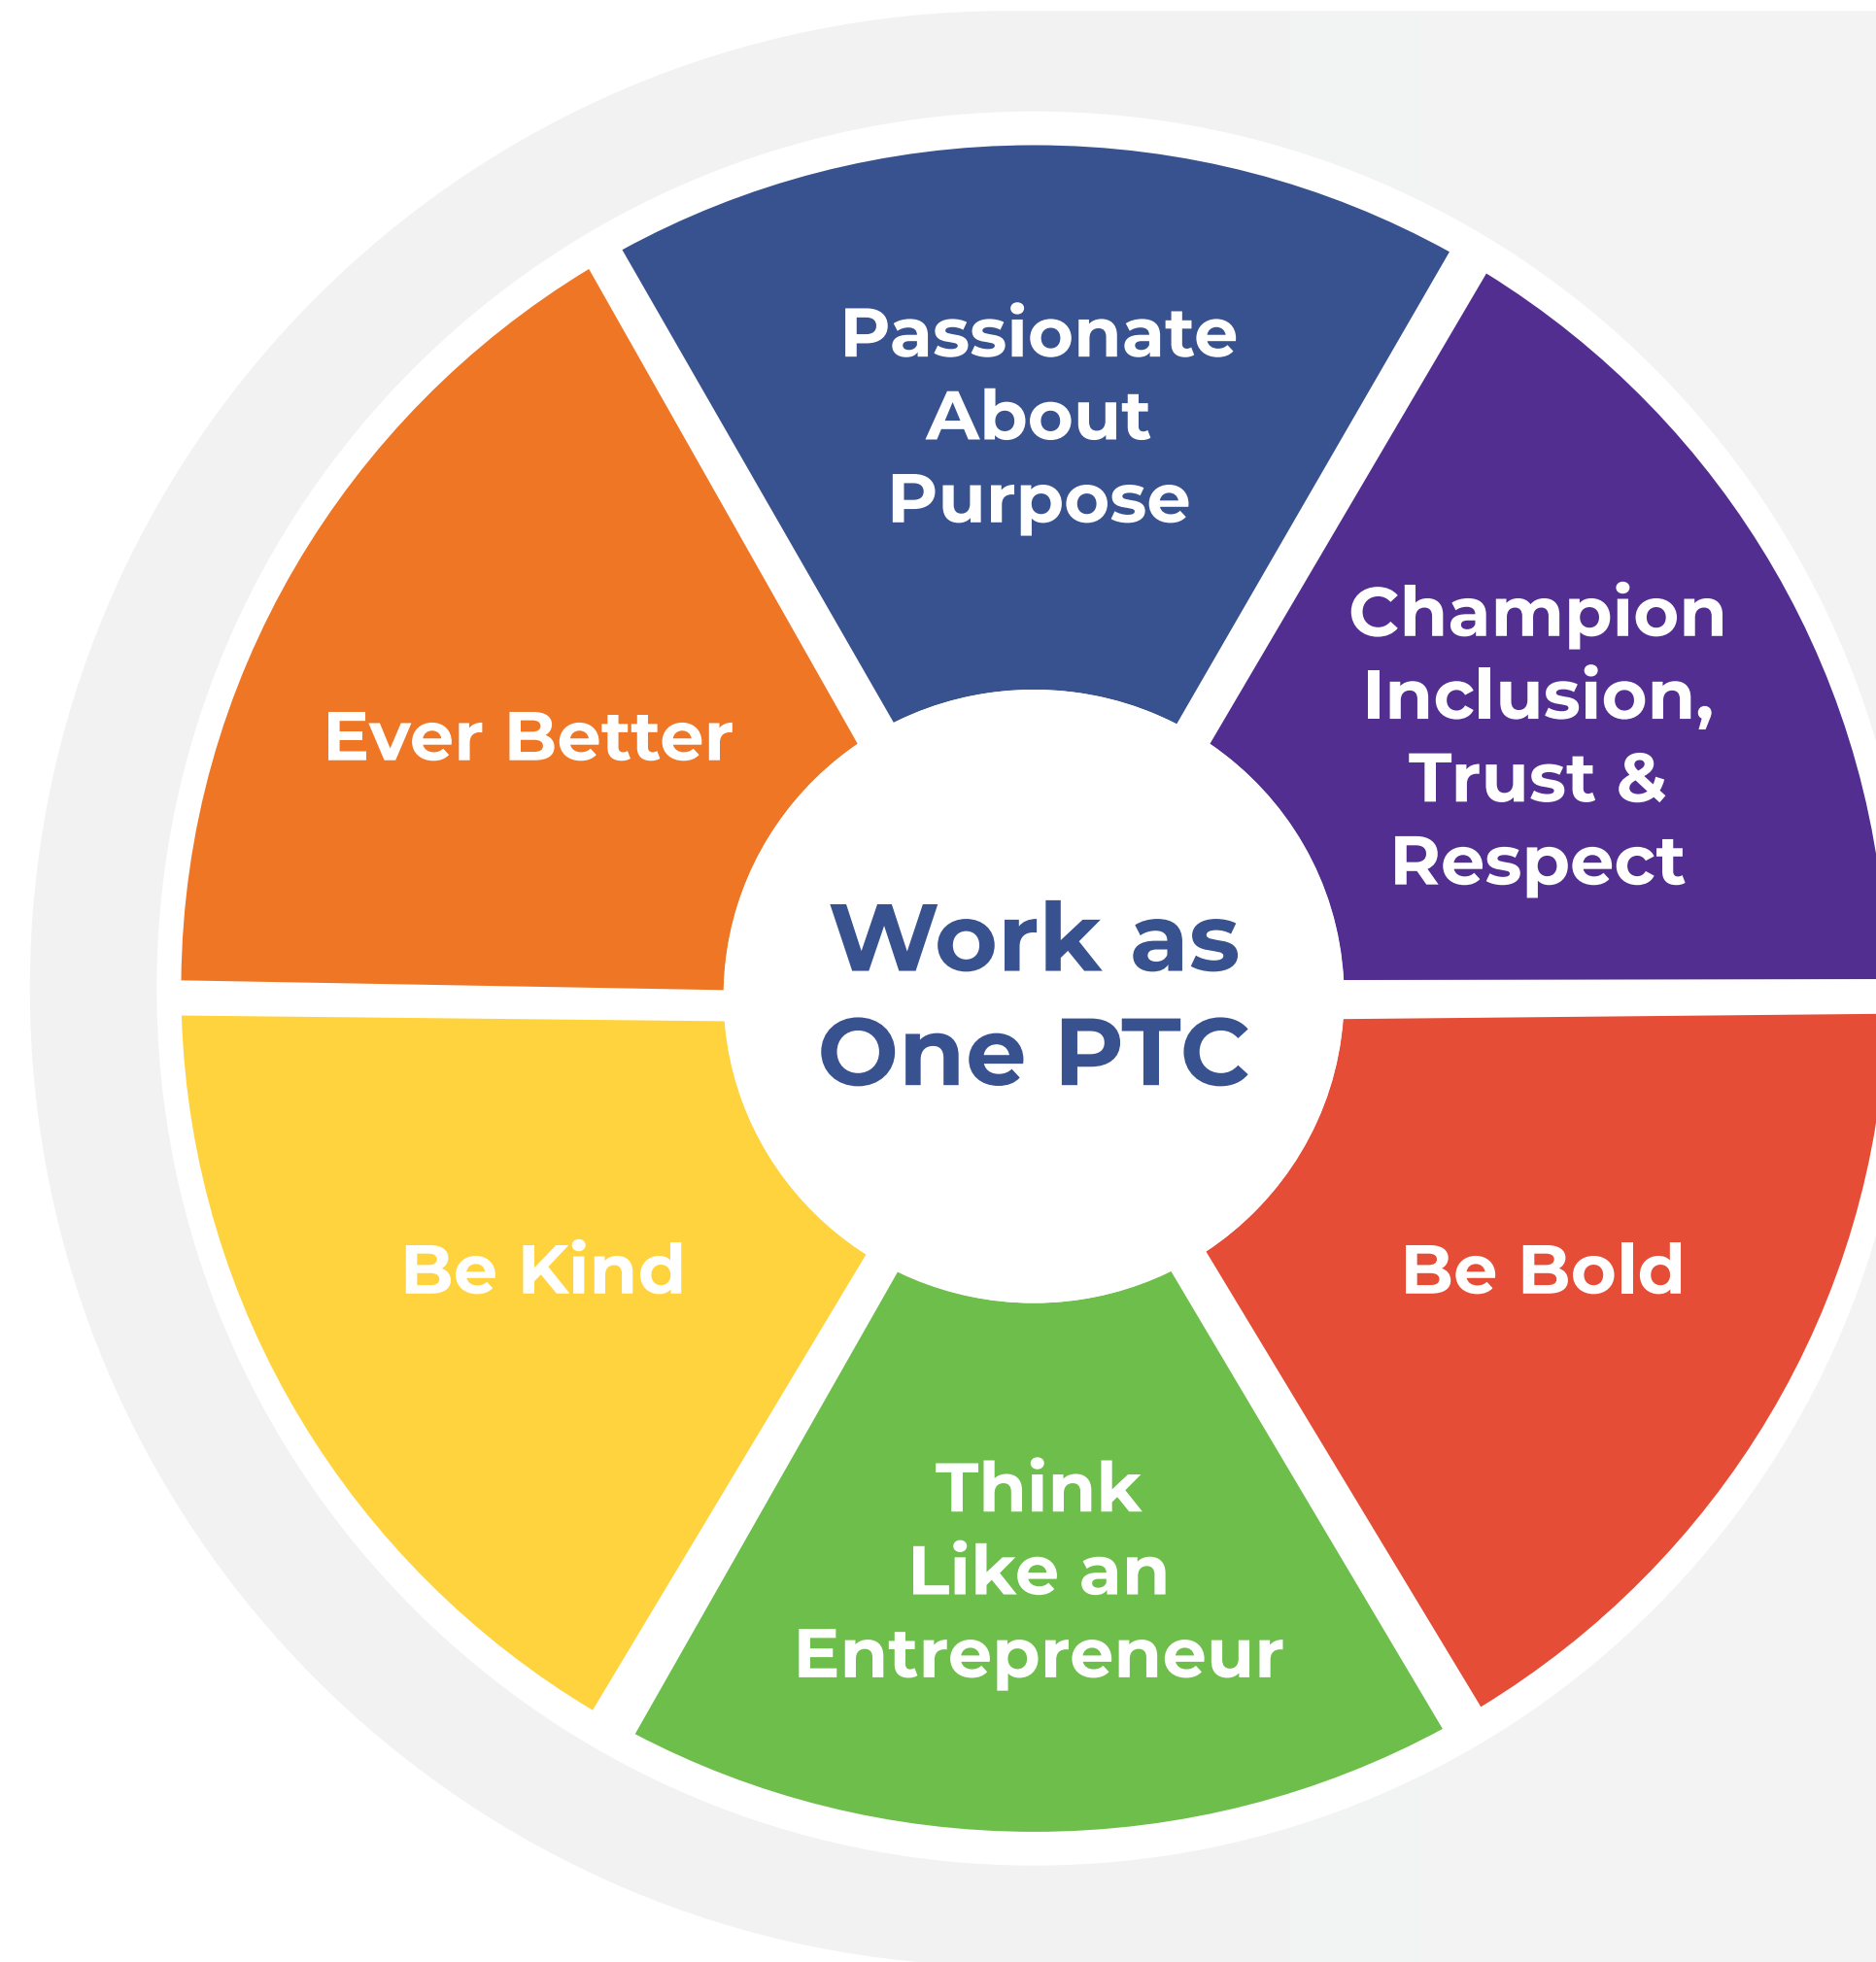 Passionate
About
Purpose
Champion
Inclusion,
Trust &
Respect
Be Bold
Think
Like an
Entrepreneur
Be Kind
Ever Better
Work as
One PTC